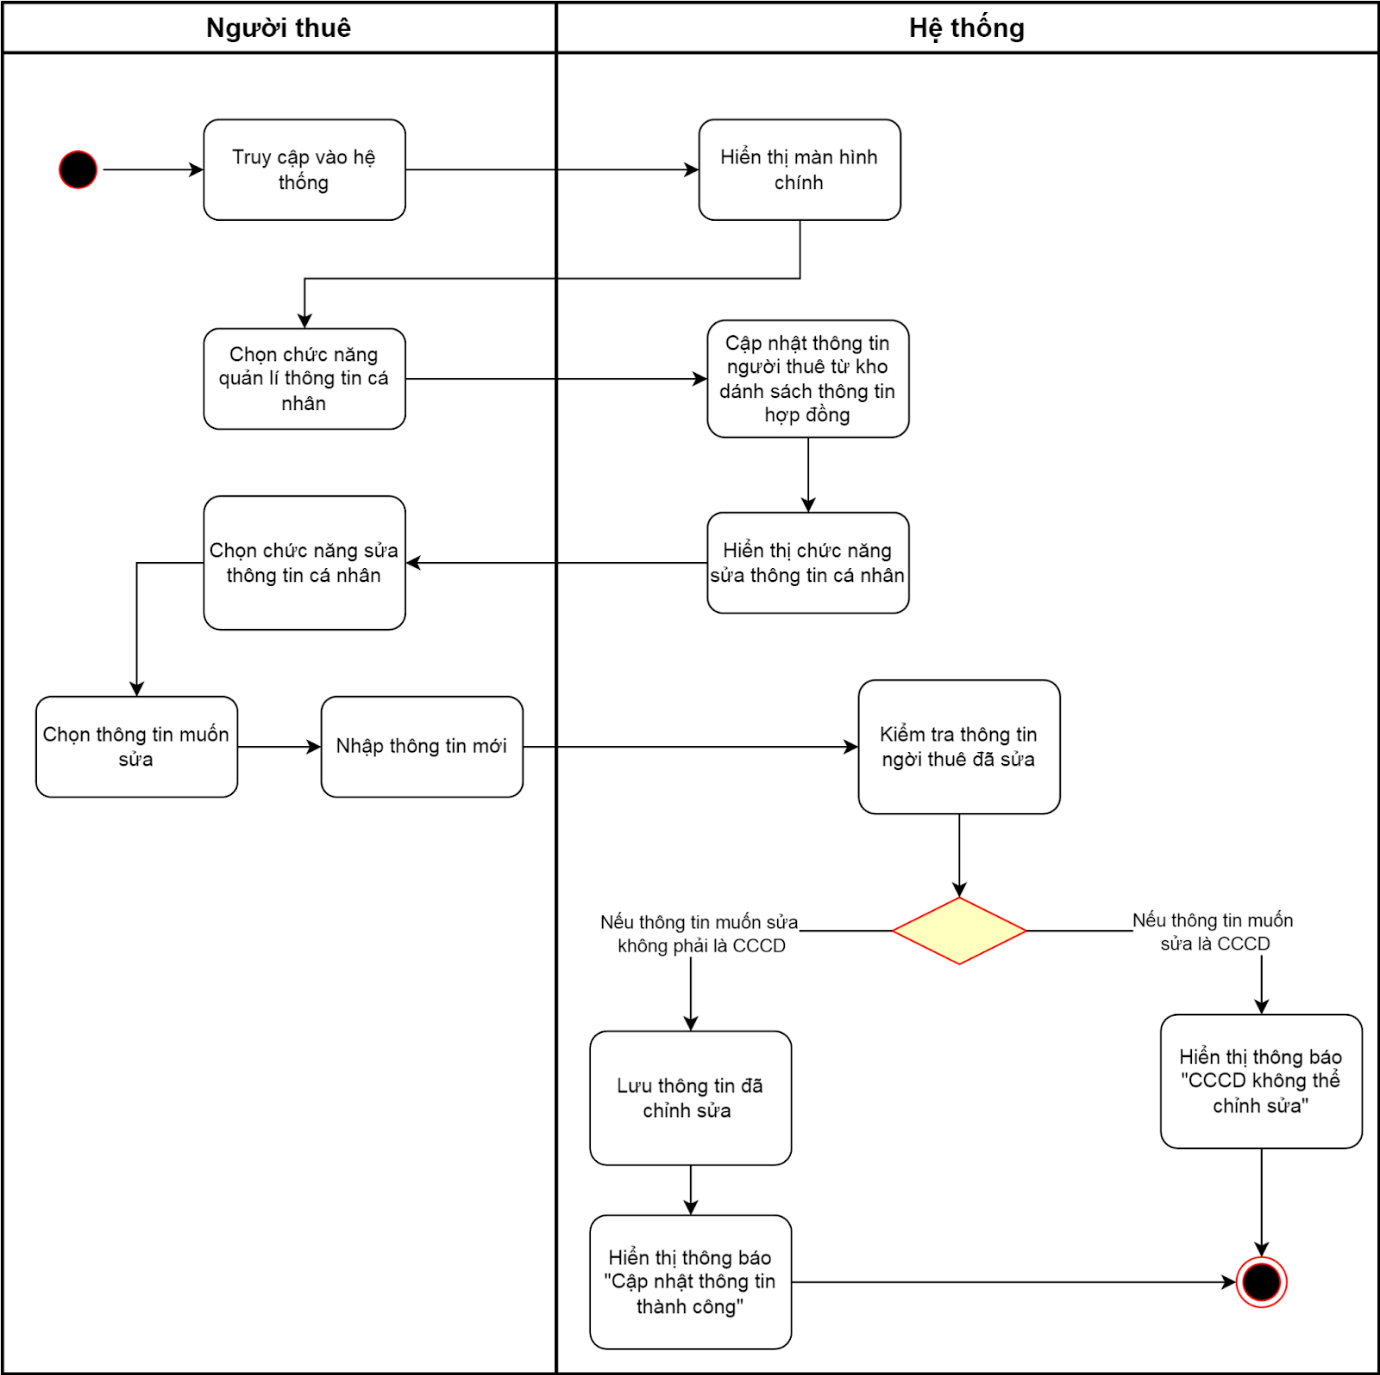 Người thuê
Hệ thống
Truy cập vào hệ
thống
Hiển thị màn hình
chính
Chọn chức năng
quản lí thông tin cá
nhân
Cập nhật thông tin
người thuê từ kho
dánh sách thông tin
hợp đồng
Chọn chức năng sửa
thông tin cá nhân
Hiển thị chức năng
sửa thông tin cá nhân
Chọn thông tin muốn
sửa
Nhập thông tin mới
Kiểm tra thông tin
ngời thuê đã sửa
Nếu thông tin muốn sửa
không phải là CCCD
Nếu thông tin muốn
sửa là CCCD
Lưu thông tin đã
chỉnh sửa
Hiển thị thông báo
"CCCD không thể
chỉnh sửa"
Hiển thị thông báo
"Cập nhật thông tin
thành công"